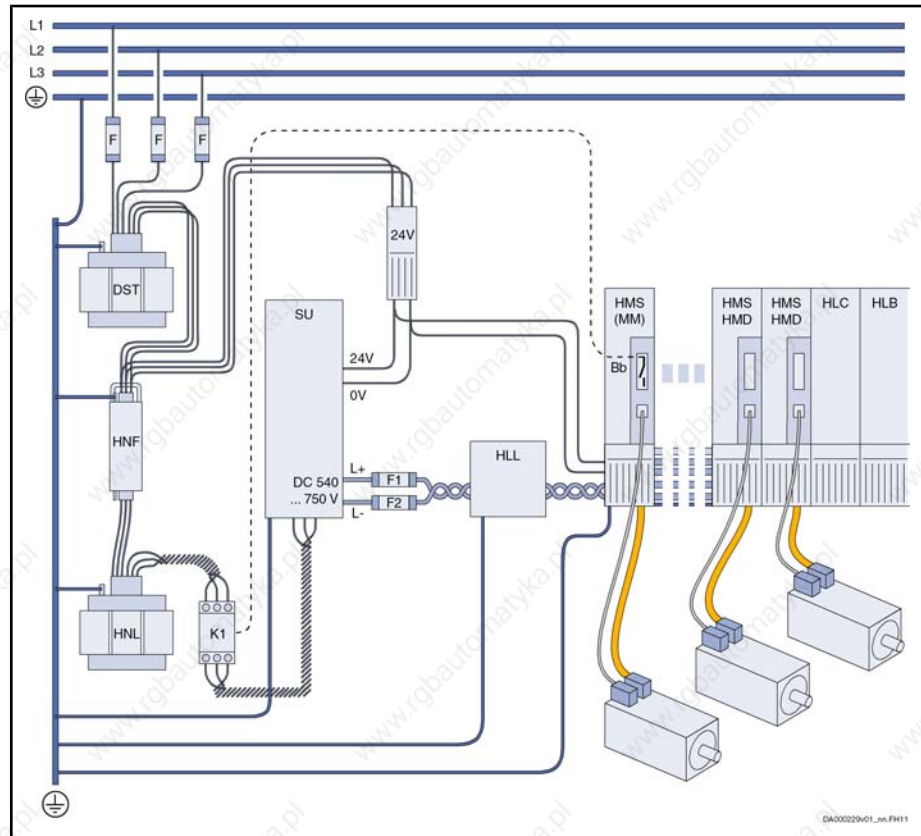 L1
L2
L3
F F F
24V
DST
SU
HMS
(MM)
HMS
HMD
HMS
HMD
HLC
HLB
24V
0V
Bb
HNF
HLL
L+
F1
DC 540
... 750 V
F2
L-
HNL
K1
DA000229v01_nn.FH11
www.rgbautomatyka.pl